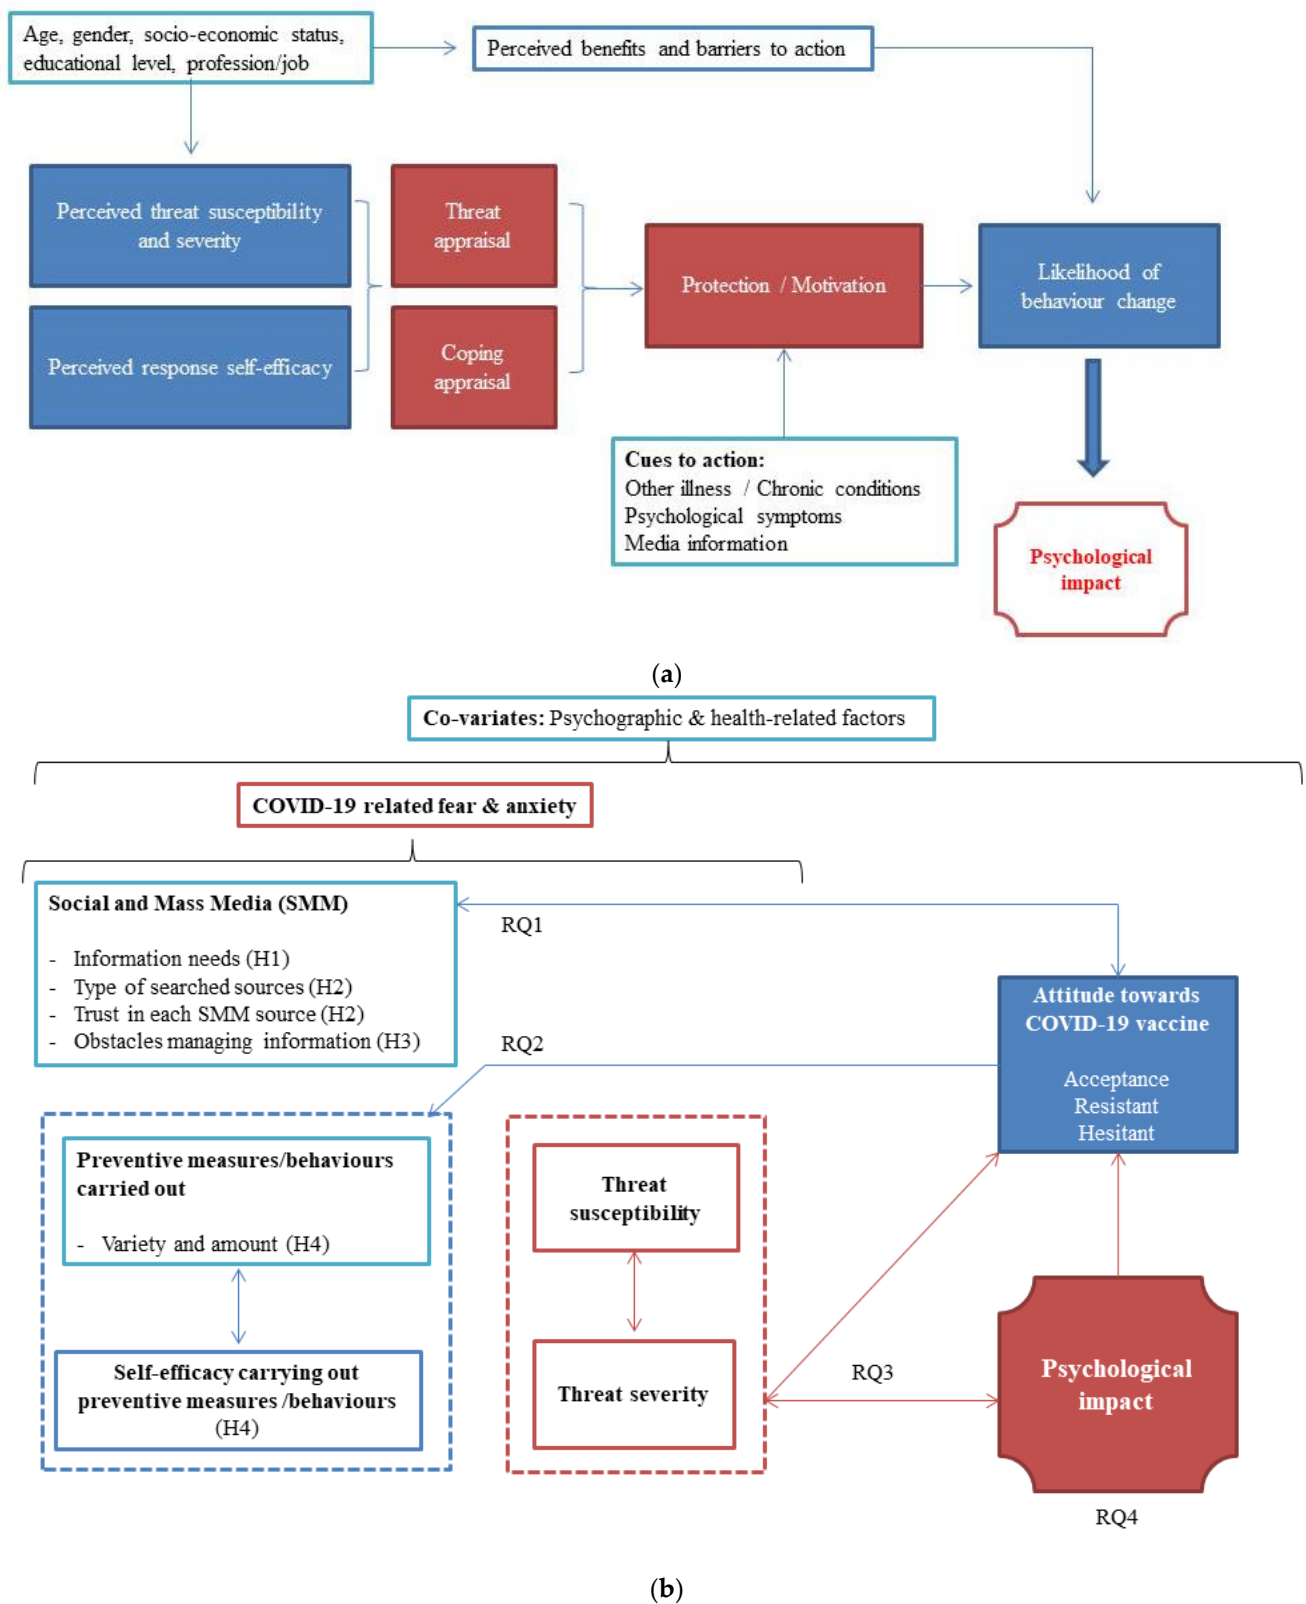 Age, gender, socio-economic status,
educational level, profession/job
Perceived benefits and barriers to action
Perceived threat susceptibility
and severity
Threat
appraisal
Protection / Motivation
Likelihood of
behaviour change
Perceived response self-efficacy
Coping
appraisal
Cues to action:
Other illness / Chronic conditions
Psychological symptoms
Media information
Psychological
impact
(a)
Co-variates: Psychographic & health-related factors
COVID-19 related fear & anxiety
Social and Mass Media (SMM)
- Information needs (H1)
- Type of searched sources (H2)
- Trust in each SMM source (H2)
- Obstacles managing information (H3)
RQ1
RQ2
Attitude towards
COVID-19 vaccine
Acceptance
Resistant
Hesitant
Preventive measures/behaviours
carried out
- Variety and amount (H4)
Threat
susceptibility
Self-efficacy carrying out
preventive measures /behaviours
(H4)
Threat severity
RQ3
Psychological
impact
RQ4
(b)